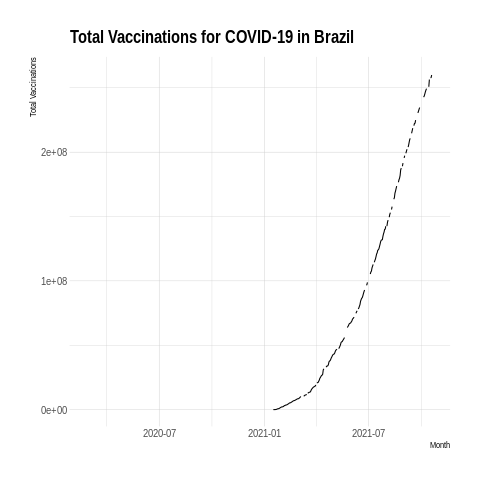 Total Vaccinations for COVID-19 in Brazil
Total Vaccinations
2e+08
1e+08
0e+00
2020-07
2021-01
2021-07
Month